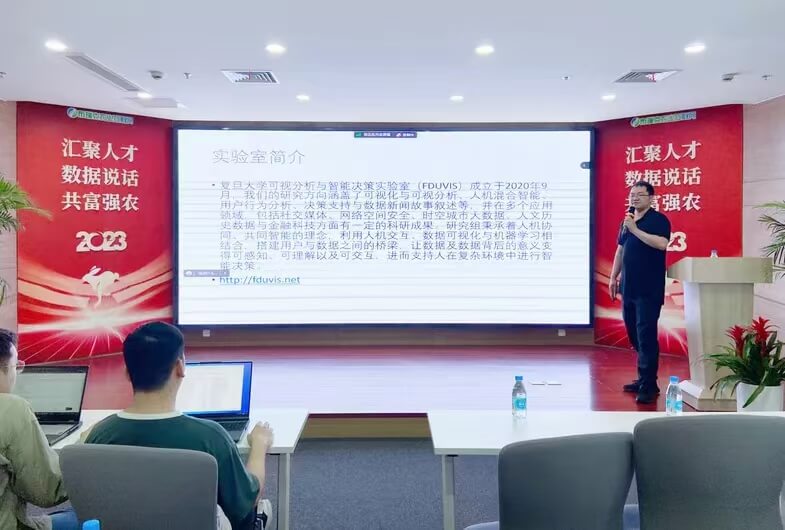 实验室简介
• 复旦大学可视分析与智能决策实验室（FDUVIS）成立于2020年9
月，我们的研究方向涵盖了可视化与可视分析、人机混合智能、
用户行为分析、决策支持与数据新闻故事叙述等，并在多个应用
领域，包括社交媒体、网络空间安全、时空城市大数据、人文历
史数据与金融科技方面有一定的科研成果。研究组秉承着人机协
同、共同智能的理念，利用人机交互、数据可视化与机器学习相
结合，搭建用户与数据之间的桥梁，让数据及数据背后的意义变
得可感知、可理解以及可交互，进而支持人在复杂环境中进行智
能决策。
• http://fduvis.net
汇聚人才
数据说话
共富强农
2023
汇聚人才
数据说话
共富强农
2023